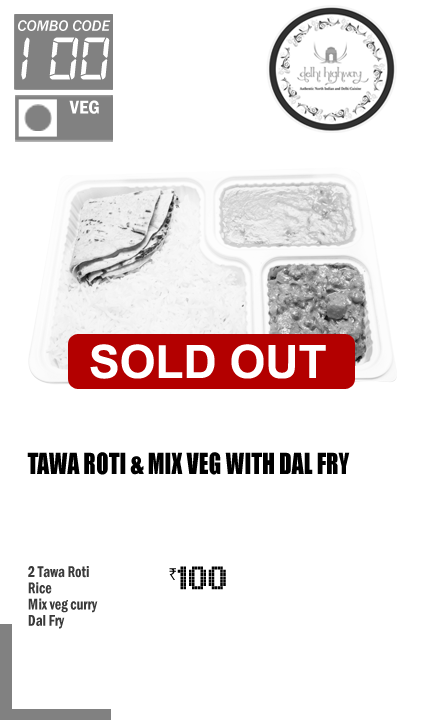 COMBO CODE
100
VEG
delhi highway
Authentic North Indian and Delhi Cuisine
SOLD OUT
TAWA ROTI & MIX VEG WITH DAL FRY
2 Tawa Roti
Rice
Mix veg curry
Dal Fry
₹100